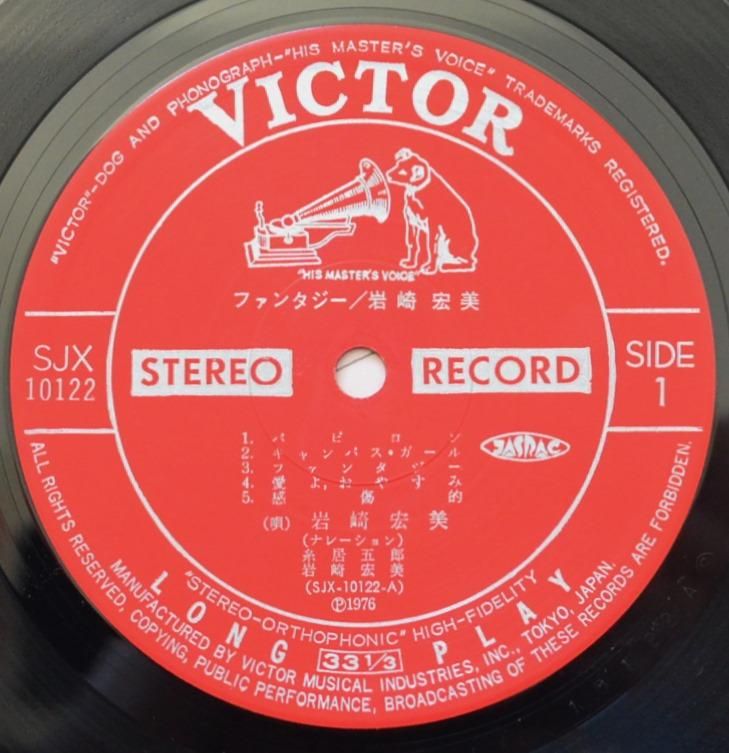 "VICTOR"-DOG AND PHONOGRAPH-"HIS MASTER'S VOICE" TRADEMARKS REGISTERED.
VICTOR
"HIS MASTER'S VOICE"
ファンタジー/岩崎宏美
SJX
10122
STEREO RECORD
SIDE
1
1. パピロン
2. キャンパス・ガール
3. ファンタジー
4. 愛よ,おやすみ
5. 感傷的
JASRAC
(唄) 岩崎宏美
(ナレーション)
糸居五郎
岩崎宏美
(SJX-10122-A)
Ⓟ1976
"STEREO-ORTHOPHONIC" HIGH-FIDELITY
LONG 33 1/3 PLAY
MANUFACTURED BY VICTOR MUSICAL INDUSTRIES, INC., TOKYO, JAPAN.
ALL RIGHTS RESERVED, COPYING, PUBLIC PERFORMANCE, BROADCASTING OF THESE RECORDS ARE FORBIDDEN.